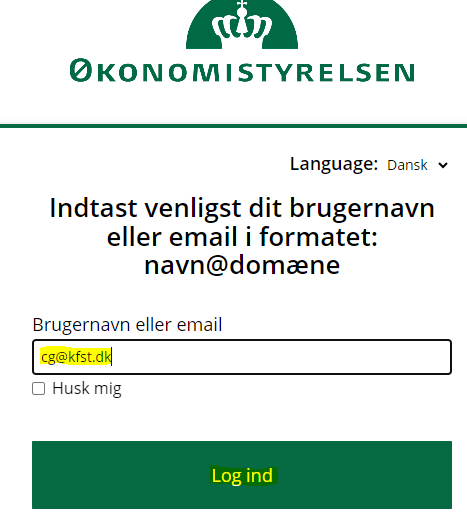 ØKONOMISTYRELSEN
Language: Dansk
Indtast venligst dit brugernavn
eller email i formatet:
navn@domæne
Brugernavn eller email
cg@kfst.dk
Husk mig
Log ind